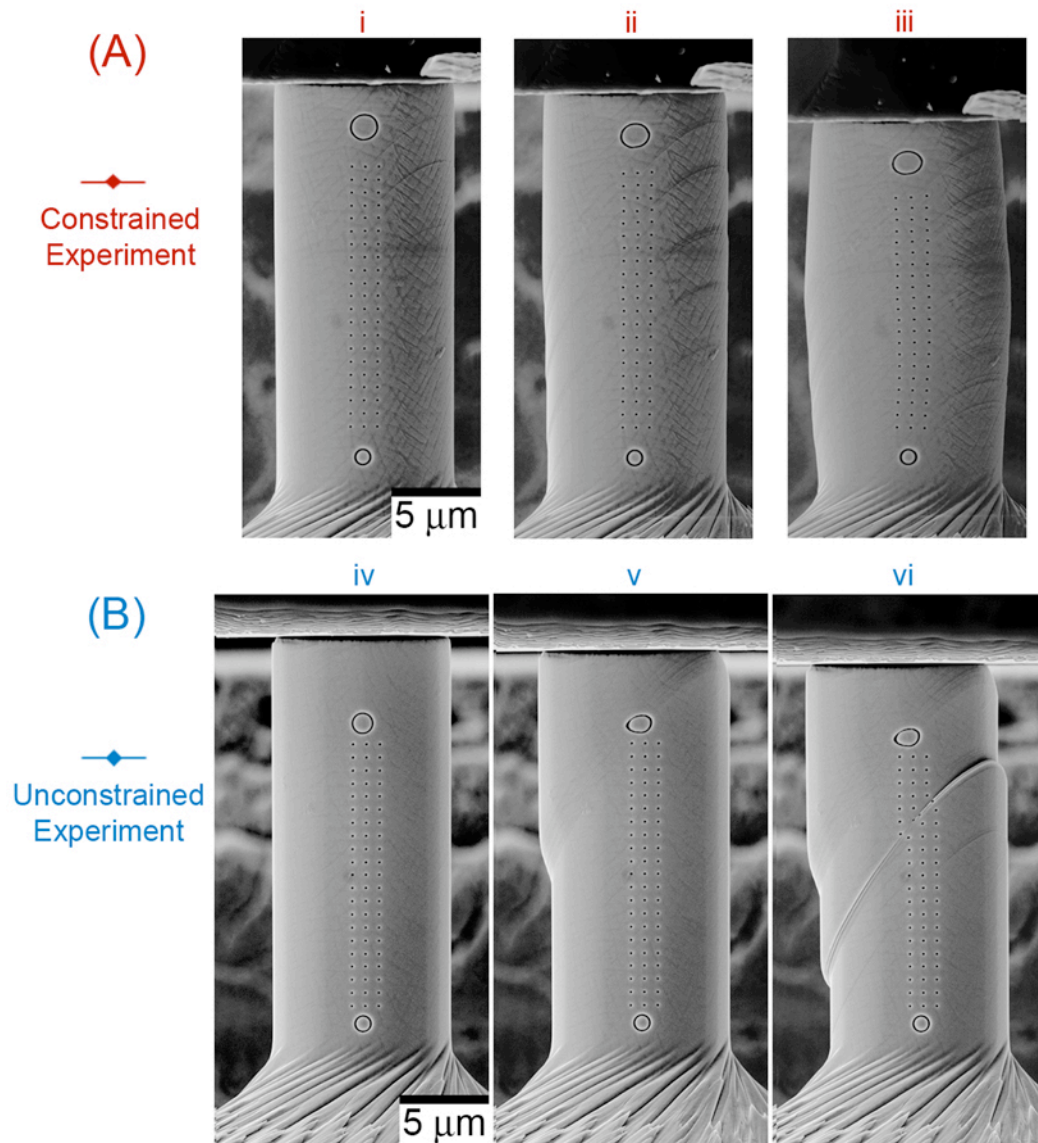 (A)
i
ii
iii
Constrained
Experiment
5 μm
(B)
iv
v
vi
Unconstrained
Experiment
5 μm